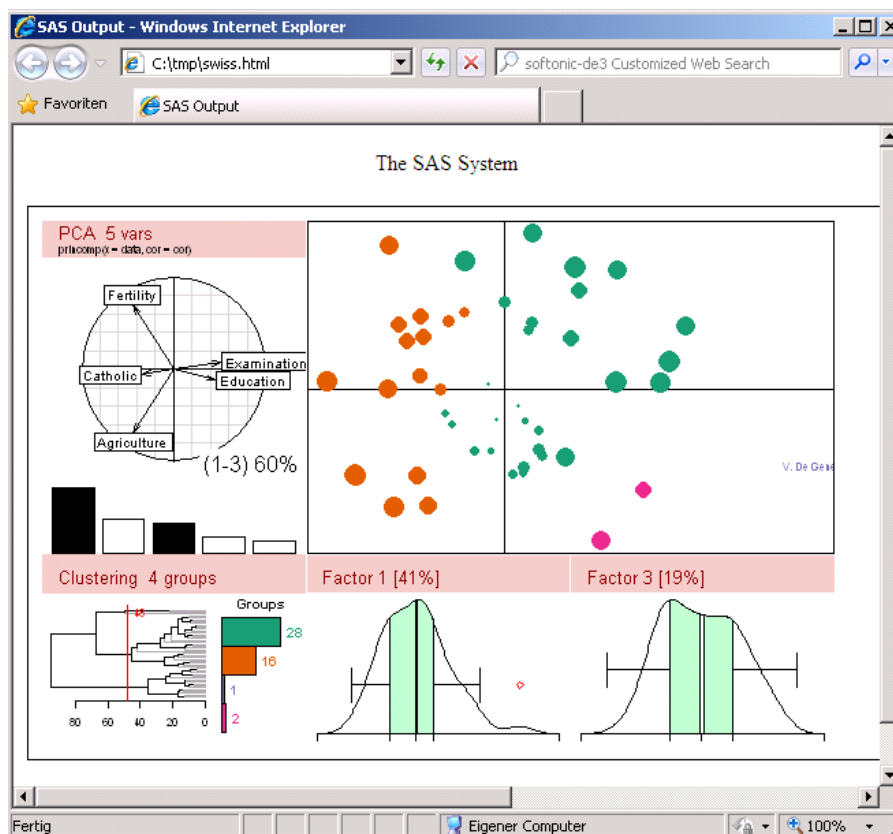 SAS Output - Windows Internet Explorer
C:\tmp\swiss.html
softonic-de3 Customized Web Search
Favoriten
SAS Output
The SAS System
PCA 5 vars
princomp(x = data, cor = cor)
Fertility
Examination
Catholic
Education
Agriculture
(1-3) 60%
V. De Gene
Clustering 4 groups
Factor 1 [41%]
Factor 3 [19%]
Groups
28
16
1
2
80 60 40 20 0
Fertig
Eigener Computer
100%